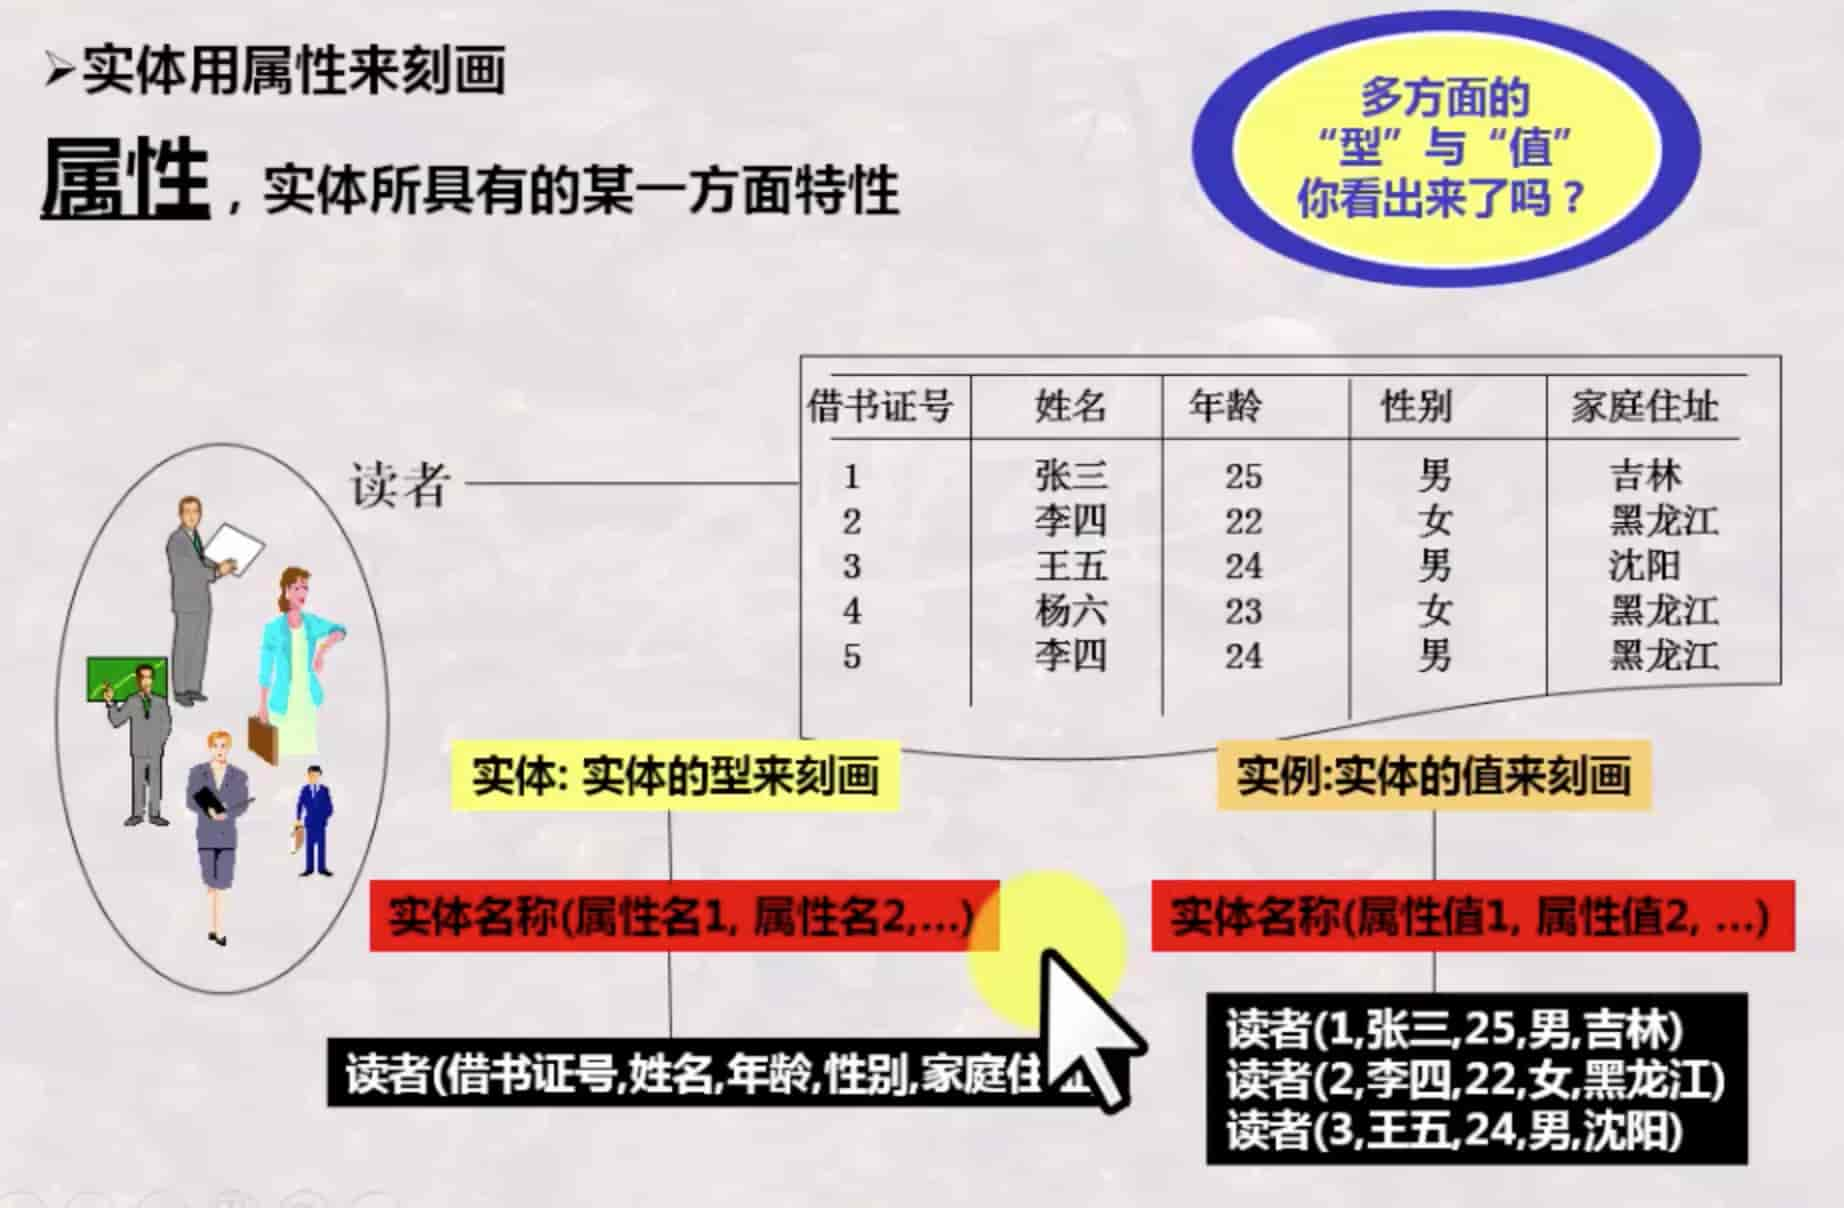 实体用属性来刻画
属性，实体所具有的某一方面特性
多方面的
“型”与“值”
你看出来了吗？
读者
借书证号 姓名 年龄 性别 家庭住址
1 张三 25 男 吉林
2 李四 22 女 黑龙江
3 王五 24 男 沈阳
4 杨六 23 女 黑龙江
5 李四 24 男 黑龙江
实体: 实体的型来刻画
实例:实体的值来刻画
实体名称(属性名1, 属性名2,...)
实体名称(属性值1, 属性值2, ...)
读者(借书证号,姓名,年龄,性别,家庭住
读者(1,张三,25,男,吉林)
读者(2,李四,22,女,黑龙江)
读者(3,王五,24,男,沈阳)